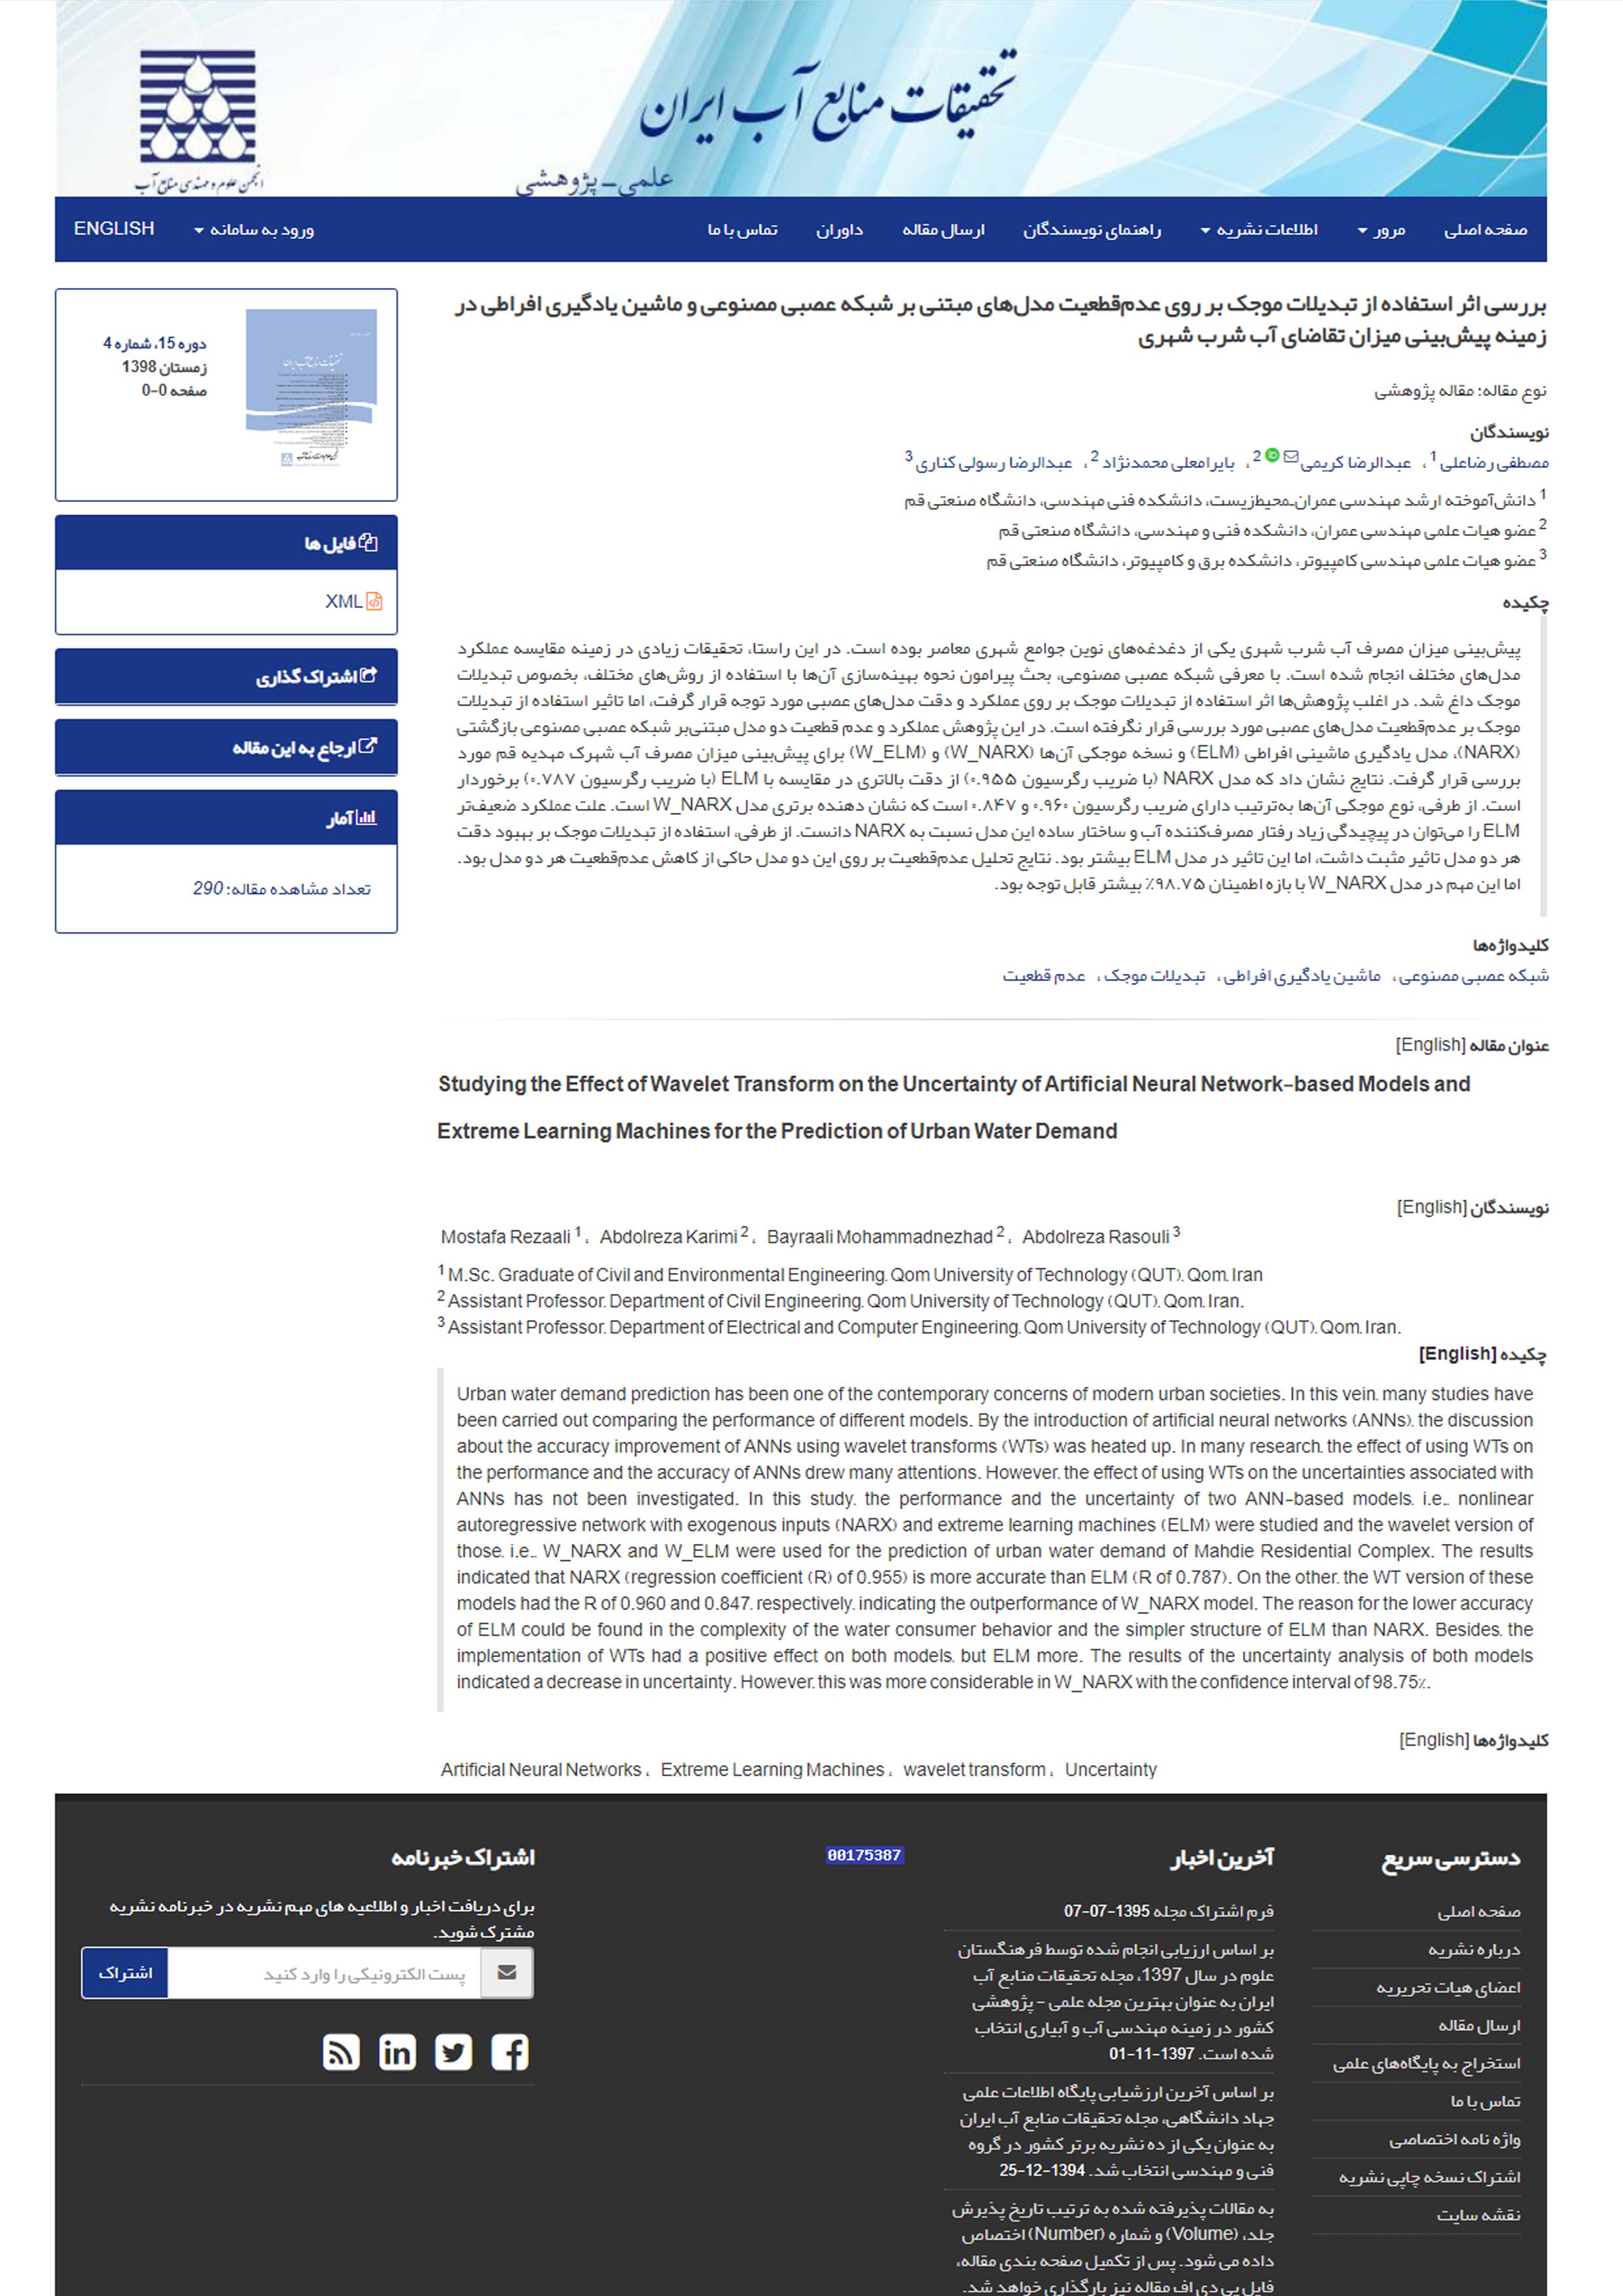 تحقیقات منابع آب ایران
علمی-پژوهشی
انجمن علوم و مهندسی منابع آب
صفحه اصلی
مرور
اطلاعات نشریه
راهنمای نویسندگان
ارسال مقاله
داوران
تماس با ما
ورود به سامانه
ENGLISH
بررسی اثر استفاده از تبدیلات موجک بر روی عدم‌قطعیت مدل‌های مبتنی بر شبکه عصبی مصنوعی و ماشین یادگیری افراطی در
زمینه پیش‌بینی میزان تقاضای آب شرب شهری
نوع مقاله: مقاله پژوهشی
نویسندگان
مصطفی رضاعلی 1، عبدالرضا کریمی 2، بایرامعلی محمدنژاد 2، عبدالرضا رسولی کناری 3
1 دانش‌آموخته ارشد مهندسی عمران-محیط‌زیست، دانشکده فنی مهندسی، دانشگاه صنعتی قم
2 عضو هیات علمی مهندسی عمران، دانشکده فنی و مهندسی، دانشگاه صنعتی قم
3 عضو هیات علمی مهندسی کامپیوتر، دانشکده برق و کامپیوتر، دانشگاه صنعتی قم
چکیده
پیش‌بینی میزان مصرف آب شرب شهری یکی از دغدغه‌های نوین جوامع شهری معاصر بوده است. در این راستا، تحقیقات زیادی در زمینه مقایسه عملکرد
مدل‌های مختلف انجام شده است. با معرفی شبکه عصبی مصنوعی، بحث پیرامون نحوه بهینه‌سازی آن‌ها با استفاده از روش‌های مختلف، بخصوص تبدیلات
موجک داغ شد. در اغلب پژوهش‌ها اثر استفاده از تبدیلات موجک بر روی عملکرد و دقت مدل‌های عصبی مورد توجه قرار گرفت، اما تاثیر استفاده از تبدیلات
موجک بر عدم‌قطعیت مدل‌های عصبی مورد بررسی قرار نگرفته است. در این پژوهش عملکرد و عدم قطعیت دو مدل مبتنی‌بر شبکه عصبی مصنوعی بازگشتی
(NARX)، مدل یادگیری ماشینی افراطی (ELM) و نسخه موجکی آن‌ها (W_NARX) و (W_ELM) برای پیش‌بینی میزان مصرف آب شهرک مهدیه قم مورد
بررسی قرار گرفت. نتایج نشان داد که مدل NARX (با ضریب رگرسیون ۰.۹۵۵) از دقت بالاتری در مقایسه با ELM (با ضریب رگرسیون ۰.۷۸۷) برخوردار
است. از طرفی، نوع موجکی آن‌ها به‌ترتیب دارای ضریب رگرسیون ۰.۹۶۰ و ۰.۸۴۷ است که نشان دهنده برتری مدل W_NARX است. علت عملکرد ضعیف‌تر
ELM را می‌توان در پیچیدگی زیاد رفتار مصرف‌کننده آب و ساختار ساده این مدل نسبت به NARX دانست. از طرفی، استفاده از تبدیلات موجک بر بهبود دقت
هر دو مدل تاثیر مثبت داشت، اما این تاثیر در مدل ELM بیشتر بود. نتایج تحلیل عدم‌قطعیت بر روی این دو مدل حاکی از کاهش عدم‌قطعیت هر دو مدل بود.
اما این مهم در مدل W_NARX با بازه اطمینان ۹۸.۷۵٪ بیشتر قابل توجه بود.
کلیدواژه‌ها
شبکه عصبی مصنوعی، ماشین یادگیری افراطی، تبدیلات موجک، عدم قطعیت
عنوان مقاله [English]
Studying the Effect of Wavelet Transform on the Uncertainty of Artificial Neural Network-based Models and
Extreme Learning Machines for the Prediction of Urban Water Demand
نویسندگان [English]
Mostafa Rezaali 1، Abdolreza Karimi 2، Bayraali Mohammadnezhad 2، Abdolreza Rasouli 3
1 M.Sc. Graduate of Civil and Environmental Engineering. Qom University of Technology (QUT). Qom. Iran
2 Assistant Professor. Department of Civil Engineering. Qom University of Technology (QUT). Qom. Iran.
3 Assistant Professor. Department of Electrical and Computer Engineering. Qom University of Technology (QUT). Qom. Iran.
چکیده [English]
Urban water demand prediction has been one of the contemporary concerns of modern urban societies. In this vein. many studies have
been carried out comparing the performance of different models. By the introduction of artificial neural networks (ANNs). the discussion
about the accuracy improvement of ANNs using wavelet transforms (WTs) was heated up. In many research. the effect of using WTs on
the performance and the accuracy of ANNs drew many attentions. However. the effect of using WTs on the uncertainties associated with
ANNs has not been investigated. In this study. the performance and the uncertainty of two ANN-based models. i.e.. nonlinear
autoregressive network with exogenous inputs (NARX) and extreme learning machines (ELM) were studied and the wavelet version of
those. i.e.. W_NARX and W_ELM were used for the prediction of urban water demand of Mahdie Residential Complex. The results
indicated that NARX (regression coefficient (R) of 0.955) is more accurate than ELM (R of 0.787). On the other. the WT version of these
models had the R of 0.960 and 0.847. respectively. indicating the outperformance of W_NARX model. The reason for the lower accuracy
of ELM could be found in the complexity of the water consumer behavior and the simpler structure of ELM than NARX. Besides. the
implementation of WTs had a positive effect on both models. but ELM more. The results of the uncertainty analysis of both models
indicated a decrease in uncertainty. However. this was more considerable in W_NARX with the confidence interval of 98.75٪.
کلیدواژه‌ها [English]
Artificial Neural Networks، Extreme Learning Machines، wavelet transform، Uncertainty
تحقیقات منابع آب ایران
دوره 15، شماره 4
زمستان 1398
صفحه 0-0
فایل ها
XML
اشتراک گذاری
ارجاع به این مقاله
آمار
تعداد مشاهده مقاله: 290
دسترسی سریع
صفحه اصلی
درباره نشریه
اعضای هیات تحریریه
ارسال مقاله
استخراج به پایگاه‌های علمی
تماس با ما
واژه نامه اختصاصی
اشتراک نسخه چاپی نشریه
نقشه سایت
آخرین اخبار
فرم اشتراک مجله 1395-07-07
بر اساس ارزیابی انجام شده توسط فرهنگستان
علوم در سال 1397، مجله تحقیقات منابع آب
ایران به عنوان بهترین مجله علمی - پژوهشی
کشور در زمینه مهندسی آب و آبیاری انتخاب
شده است. 1397-11-01
بر اساس آخرین ارزشیابی پایگاه اطلاعات علمی
جهاد دانشگاهی، مجله تحقیقات منابع آب ایران
به عنوان یکی از ده نشریه برتر کشور در گروه
فنی و مهندسی انتخاب شد. 1394-12-25
به مقالات پذیرفته شده به ترتیب تاریخ پذیرش
جلد، (Volume) و شماره (Number) اختصاص
داده می شود. پس از تکمیل صفحه بندی مقاله،
فایل پی دی اف مقاله نیز بارگذاری خواهد شد.
00175387
اشتراک خبرنامه
برای دریافت اخبار و اطلاعیه های مهم نشریه در خبرنامه نشریه
مشترک شوید.
پست الکترونیکی را وارد کنید
اشتراک